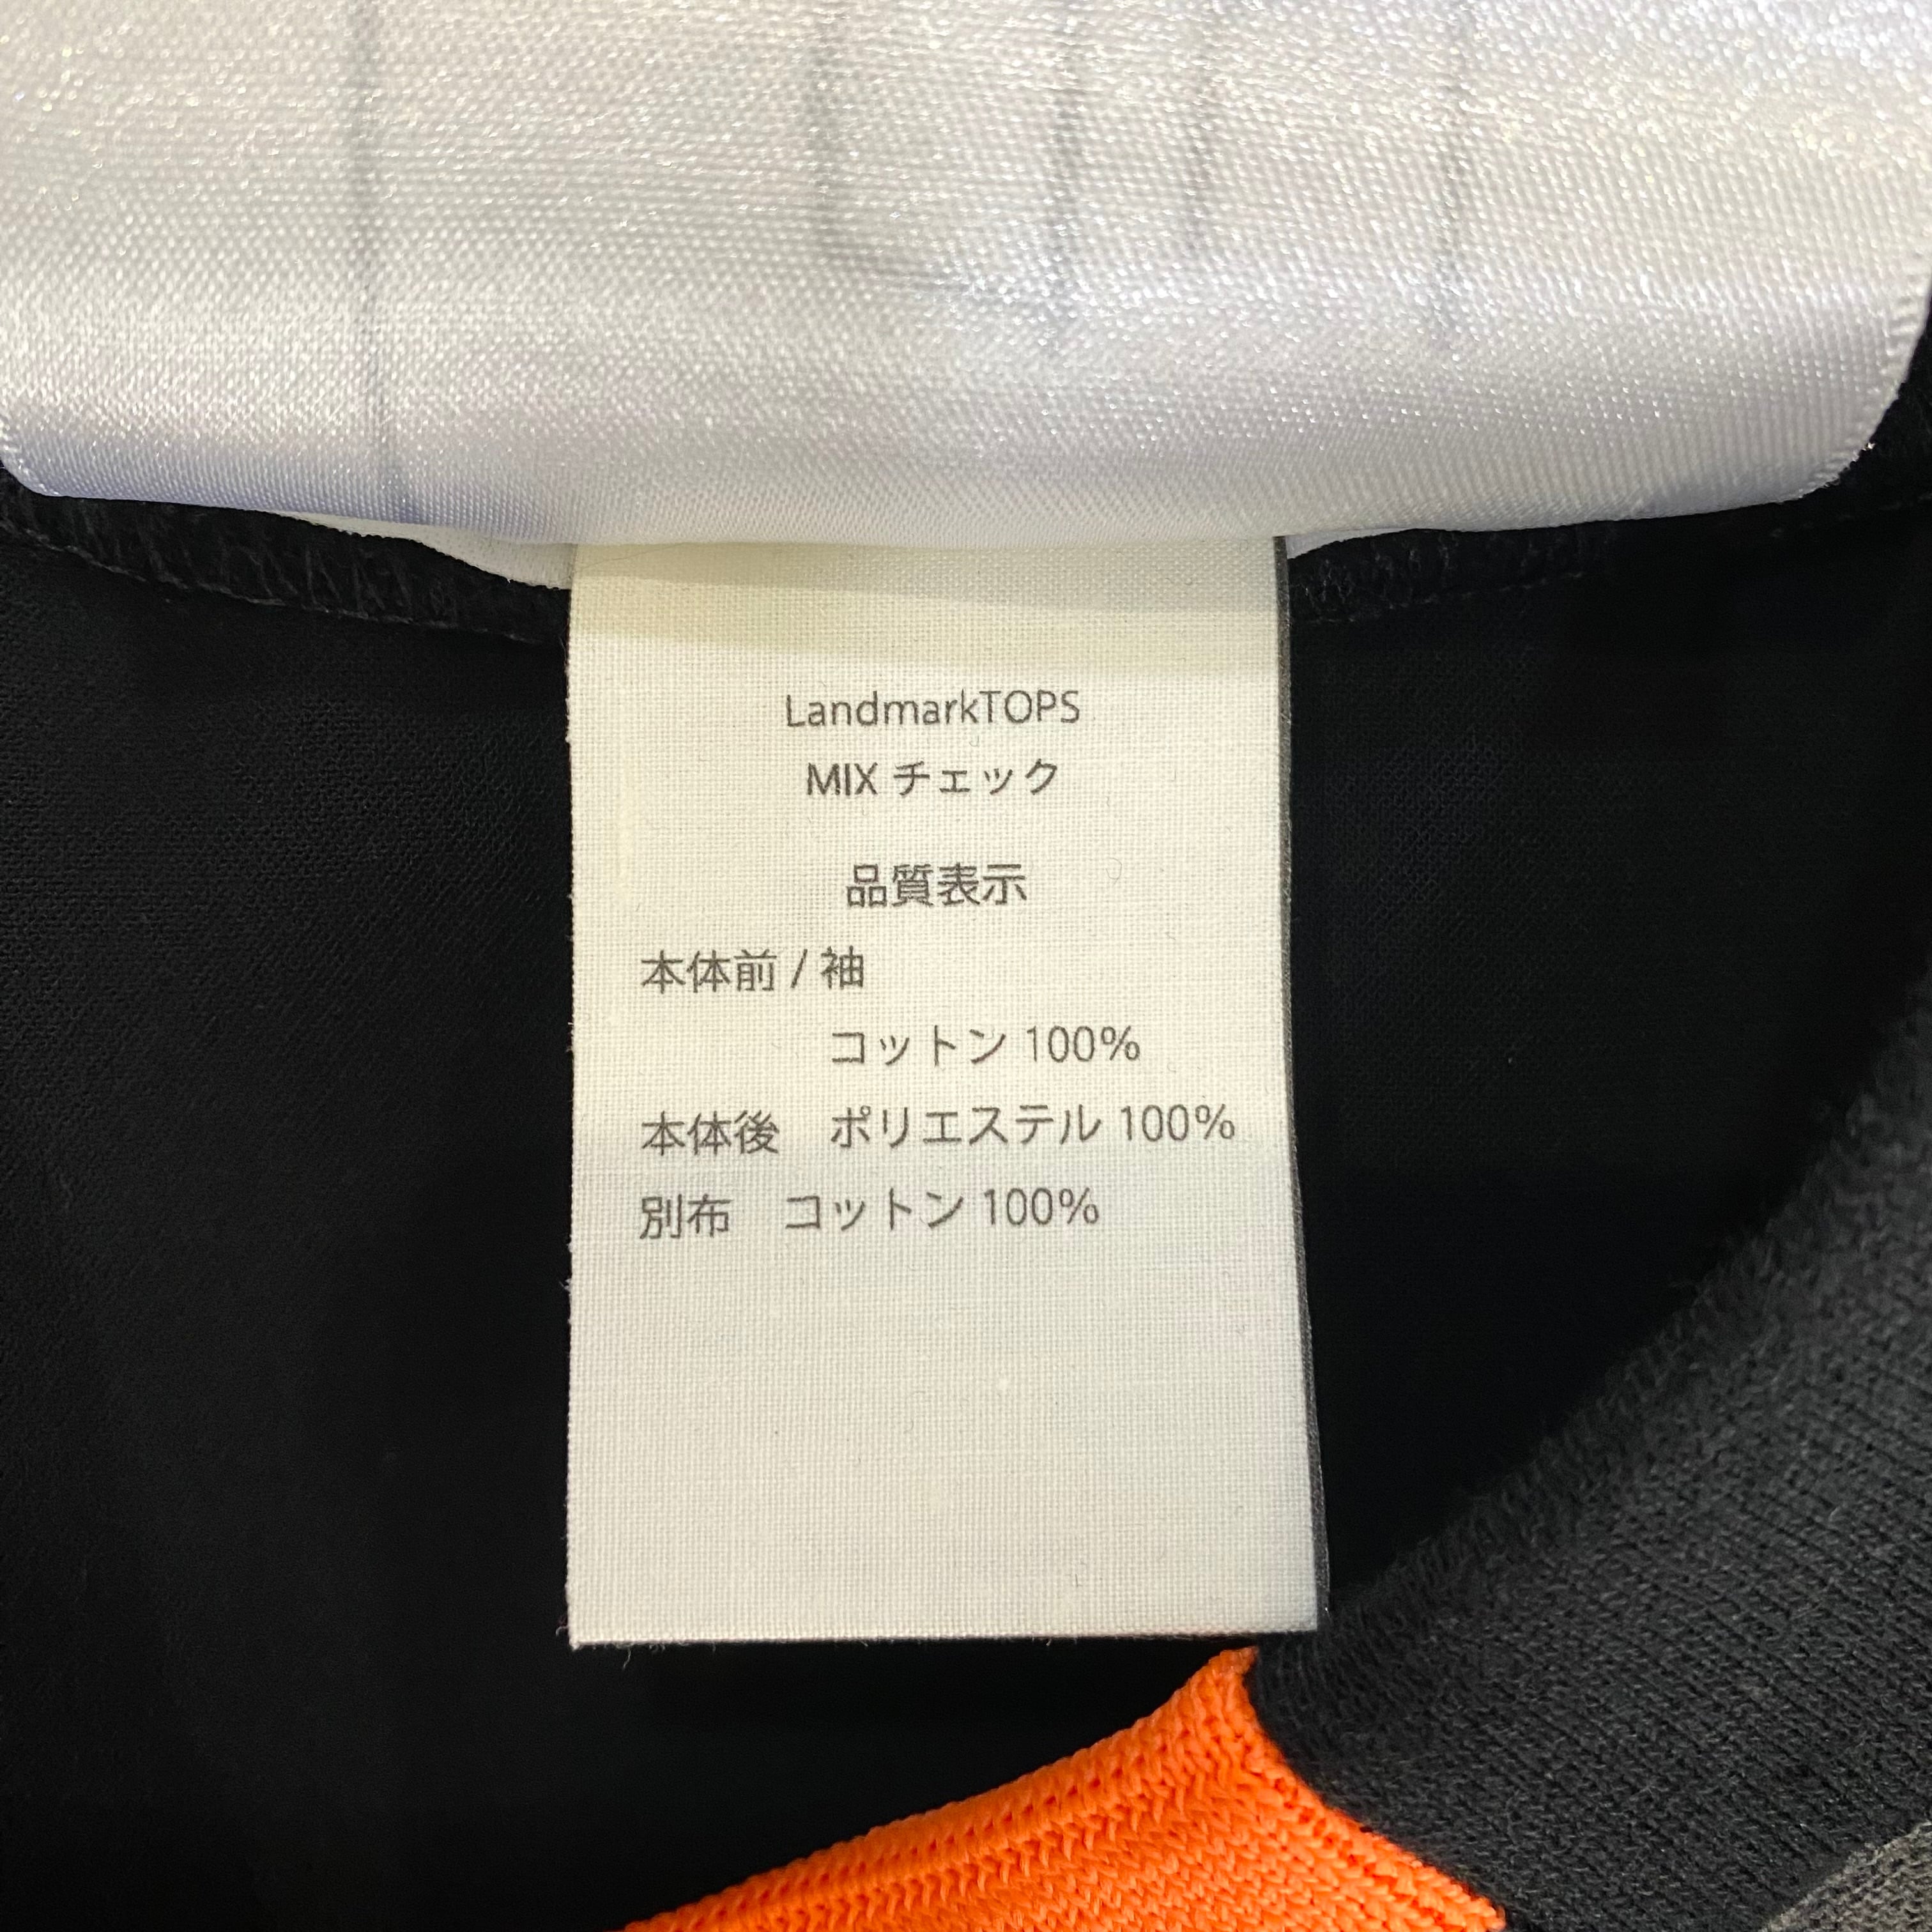 LandmarkTOPS
MIX チェック
品質表示
本体前 / 袖
コットン 100%
本体後　ポリエステル 100%
別布　コットン 100%